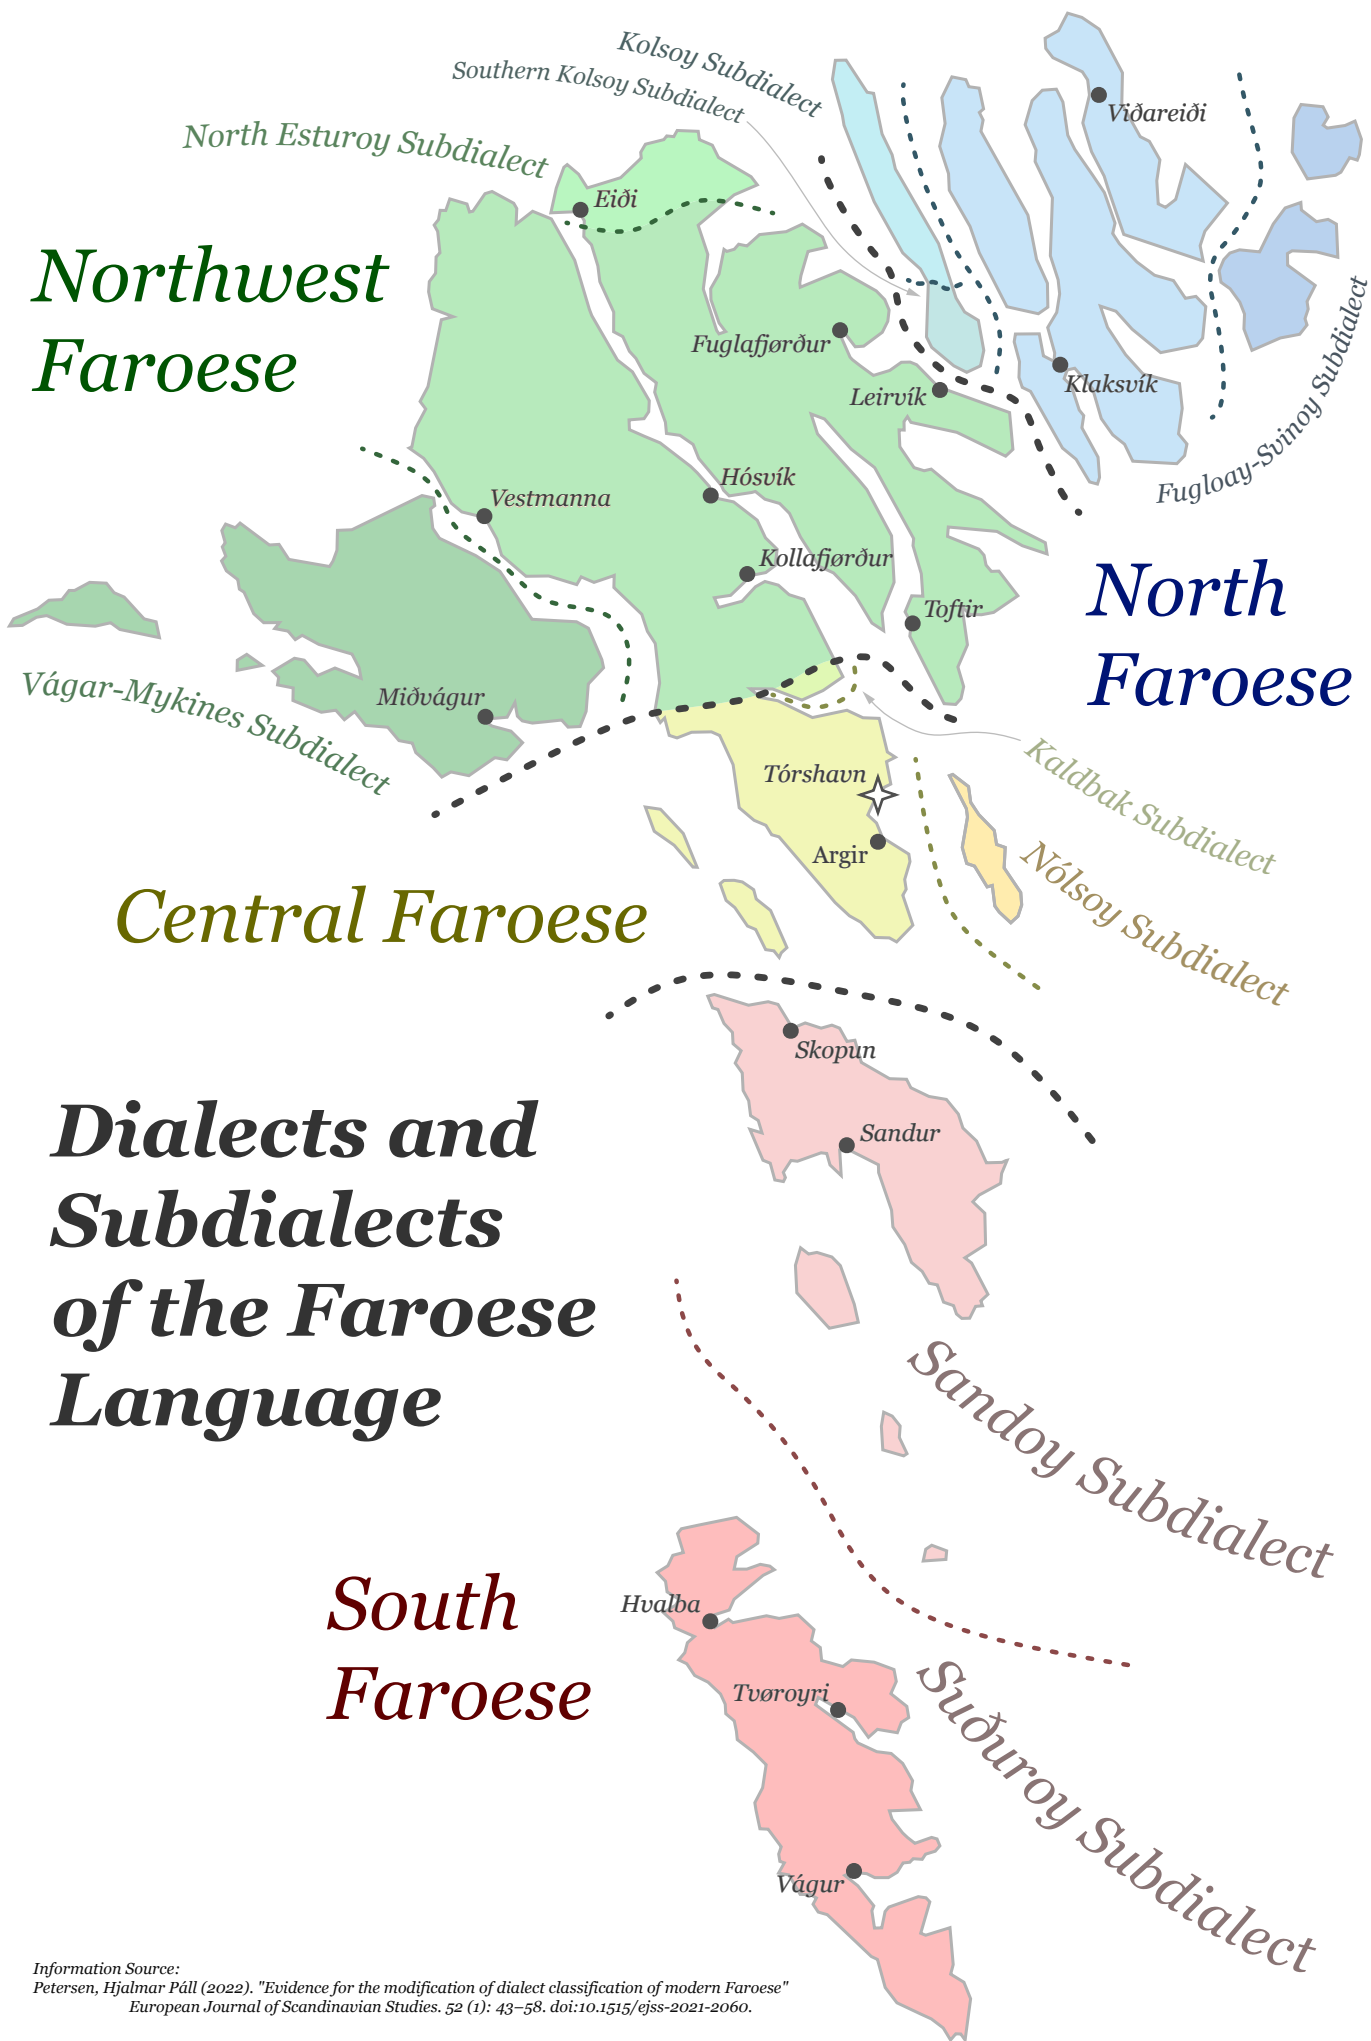 Kolsoy Subdialect
Southern Kolsoy Subdialect
North Esturoy Subdialect
Viðareiði
Eiði
Northwest
Faroese
Fuglafjørður
Leirvík
Klaksvík
Fugloay-Svinoy Subdialect
Hósvík
Vestmanna
Kollafjørður
North
Faroese
Toftir
Vágar-Mykines Subdialect
Miðvágur
Kaldbak Subdialect
Tórshavn
Argir
Nólsoy Subdialect
Central Faroese
Skopun
Dialects and
Subdialects
of the Faroese
Language
Sandur
Sandoy Subdialect
South
Faroese
Hvalba
Tvøroyri
Suðuroy Subdialect
Vágur
Information Source:
Petersen, Hjalmar Páll (2022). "Evidence for the modification of dialect classification of modern Faroese"
European Journal of Scandinavian Studies. 52 (1): 43–58. doi:10.1515/ejss-2021-2060.